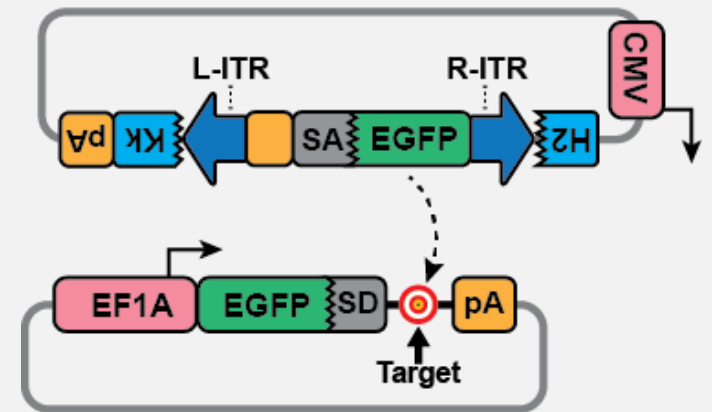 L-ITR
R-ITR
CMV
pA
Kk
SA
EGFP
H2
EF1A
EGFP
SD
pA
Target